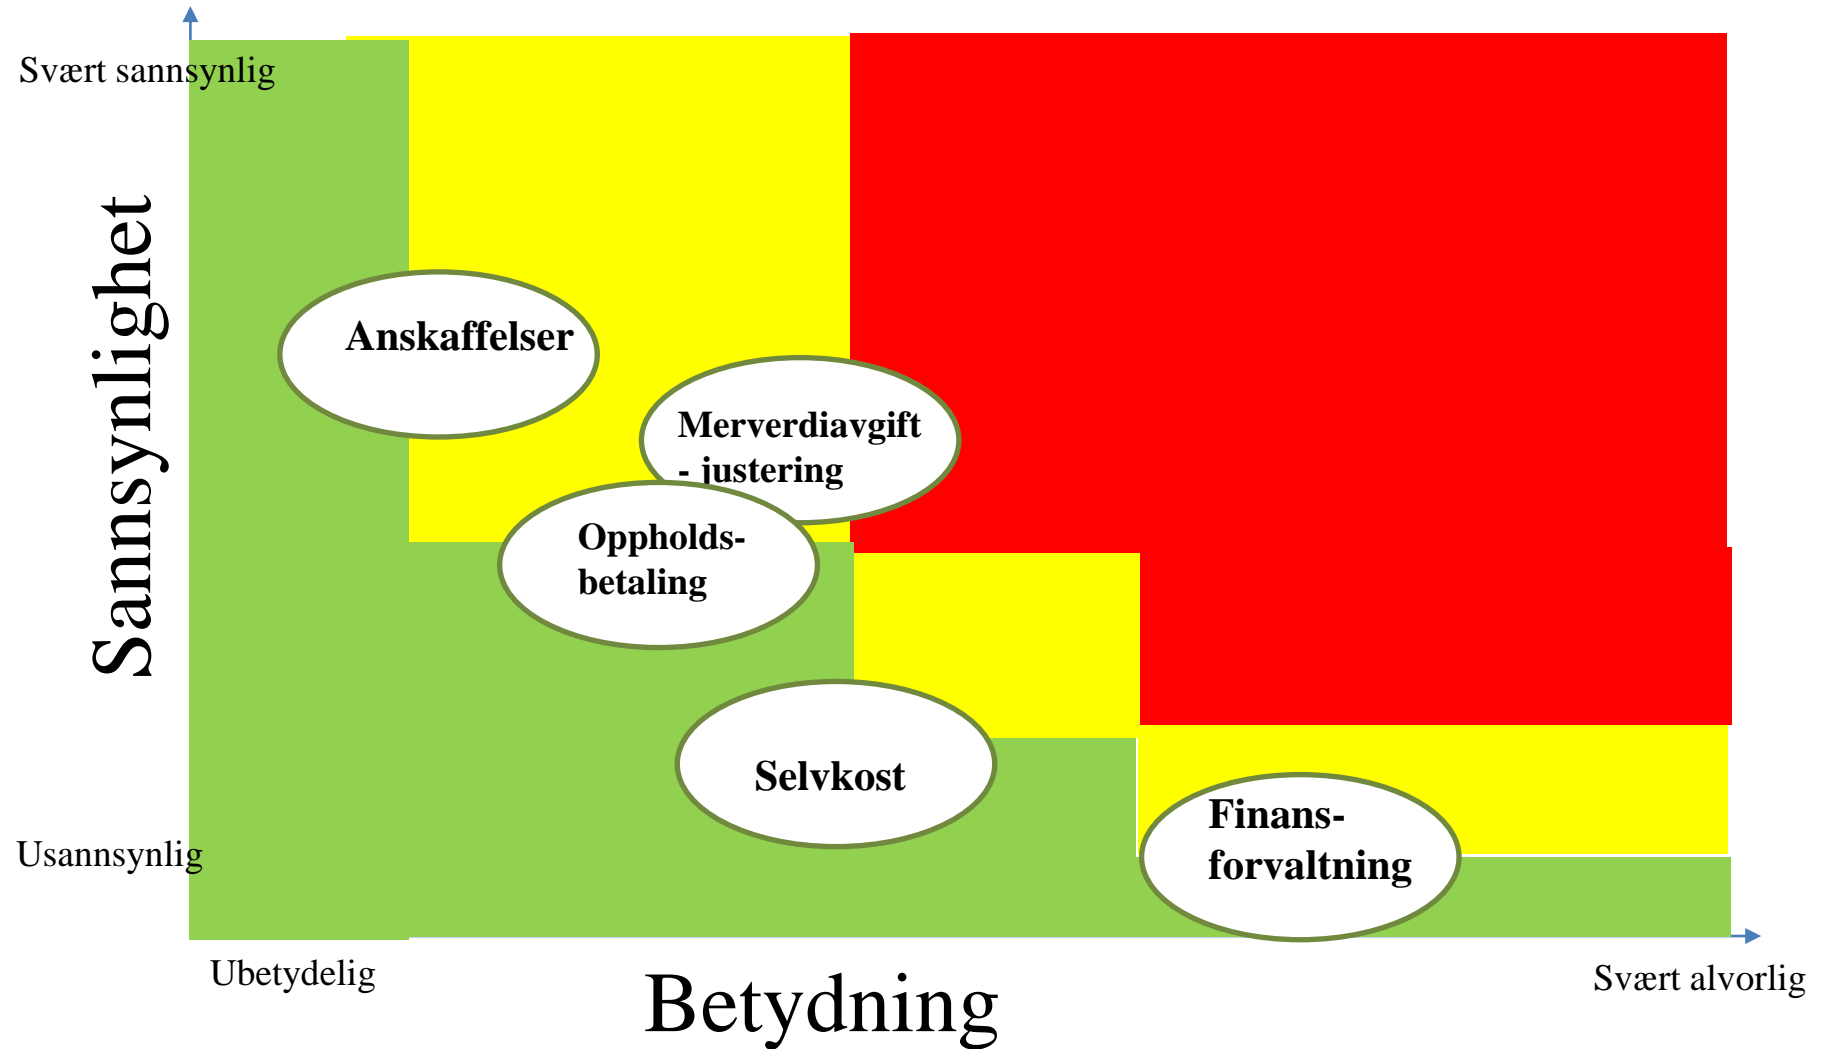 Svært sannsynlig
Sannsynlighet
Anskaffelser
Merverdiavgift
- justering
Oppholds-
betaling
Selvkost
Finans-
forvaltning
Usannsynlig
Ubetydelig
Betydning
Svært alvorlig